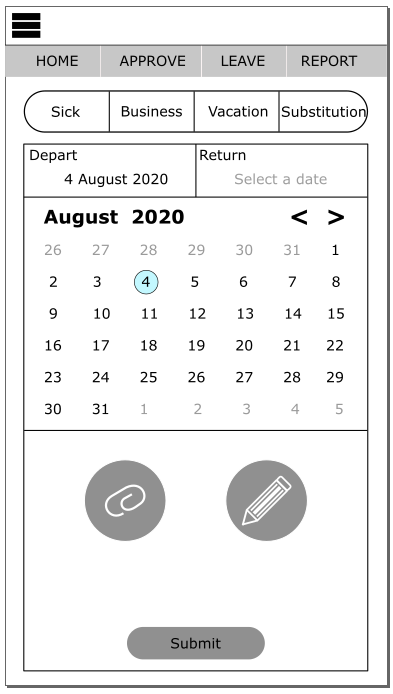 HOME APPROVE LEAVE REPORT
Sick Business Vacation Substitution
Depart Return
4 August 2020 Select a date
August 2020 < >
26 27 28 29 30 31 1
2 3 4 5 6 7 8
9 10 11 12 13 14 15
16 17 18 19 20 21 22
23 24 25 26 27 28 29
30 31 1 2 3 4 5
Submit